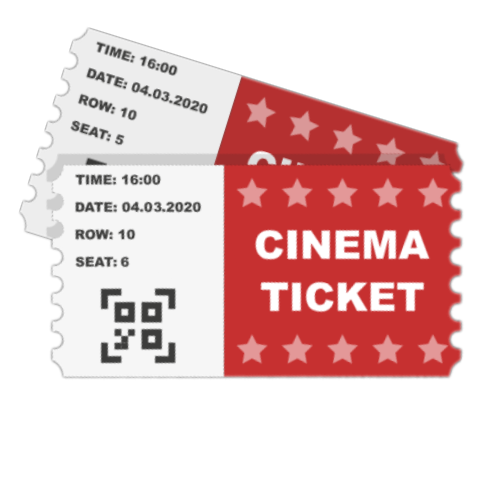 TIME: 16:00
DATE: 04.03.2020
ROW: 10
SEAT: 5
TIME: 16:00
DATE: 04.03.2020
ROW: 10
SEAT: 6
CINEMA
TICKET